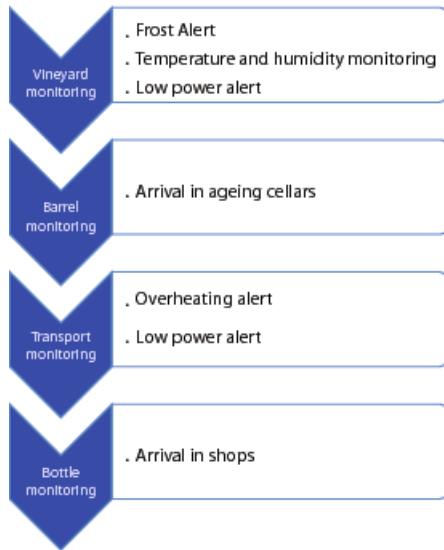 Vineyard
monitoring
. Frost Alert
. Temperature and humidity monitoring
. Low power alert
Barrel
monitoring
. Arrival in ageing cellars
Transport
monitoring
. Overheating alert
. Low power alert
Bottle
monitoring
. Arrival in shops